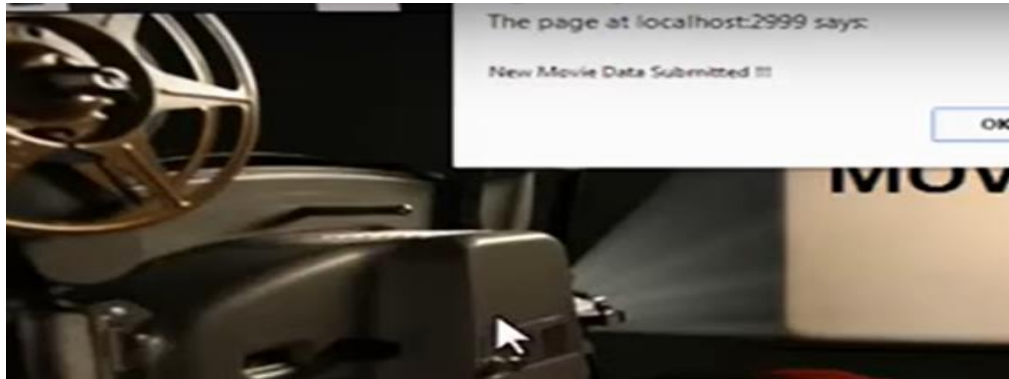 The page at localhost:2999 says:
New Movie Data Submitted !!!
OK
MOV